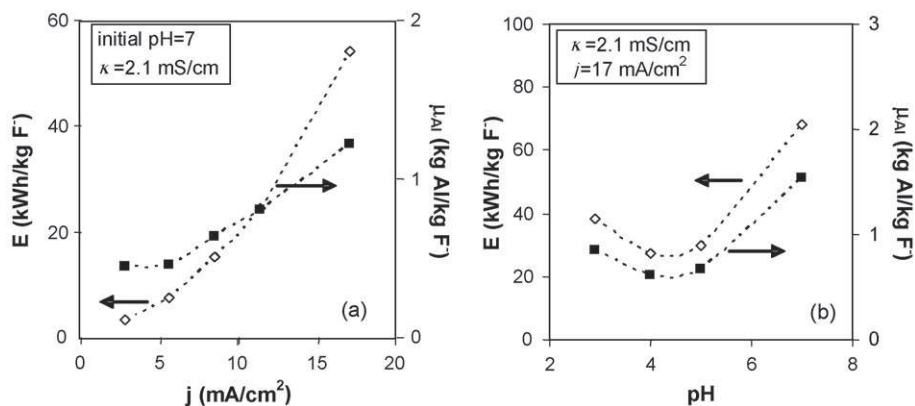 60
40
20
0
E (kWh/kg F⁻)
initial pH=7
κ=2.1 mS/cm
2
1
0
μAl (kg Al/kg F⁻)
(a)
0 5 10 15 20
j (mA/cm²)
100
80
60
40
20
0
E (kWh/kg F⁻)
κ=2.1 mS/cm
j=17 mA/cm²
3
2
1
0
μAl (kg Al/kg F⁻)
(b)
2 4 6 8
pH